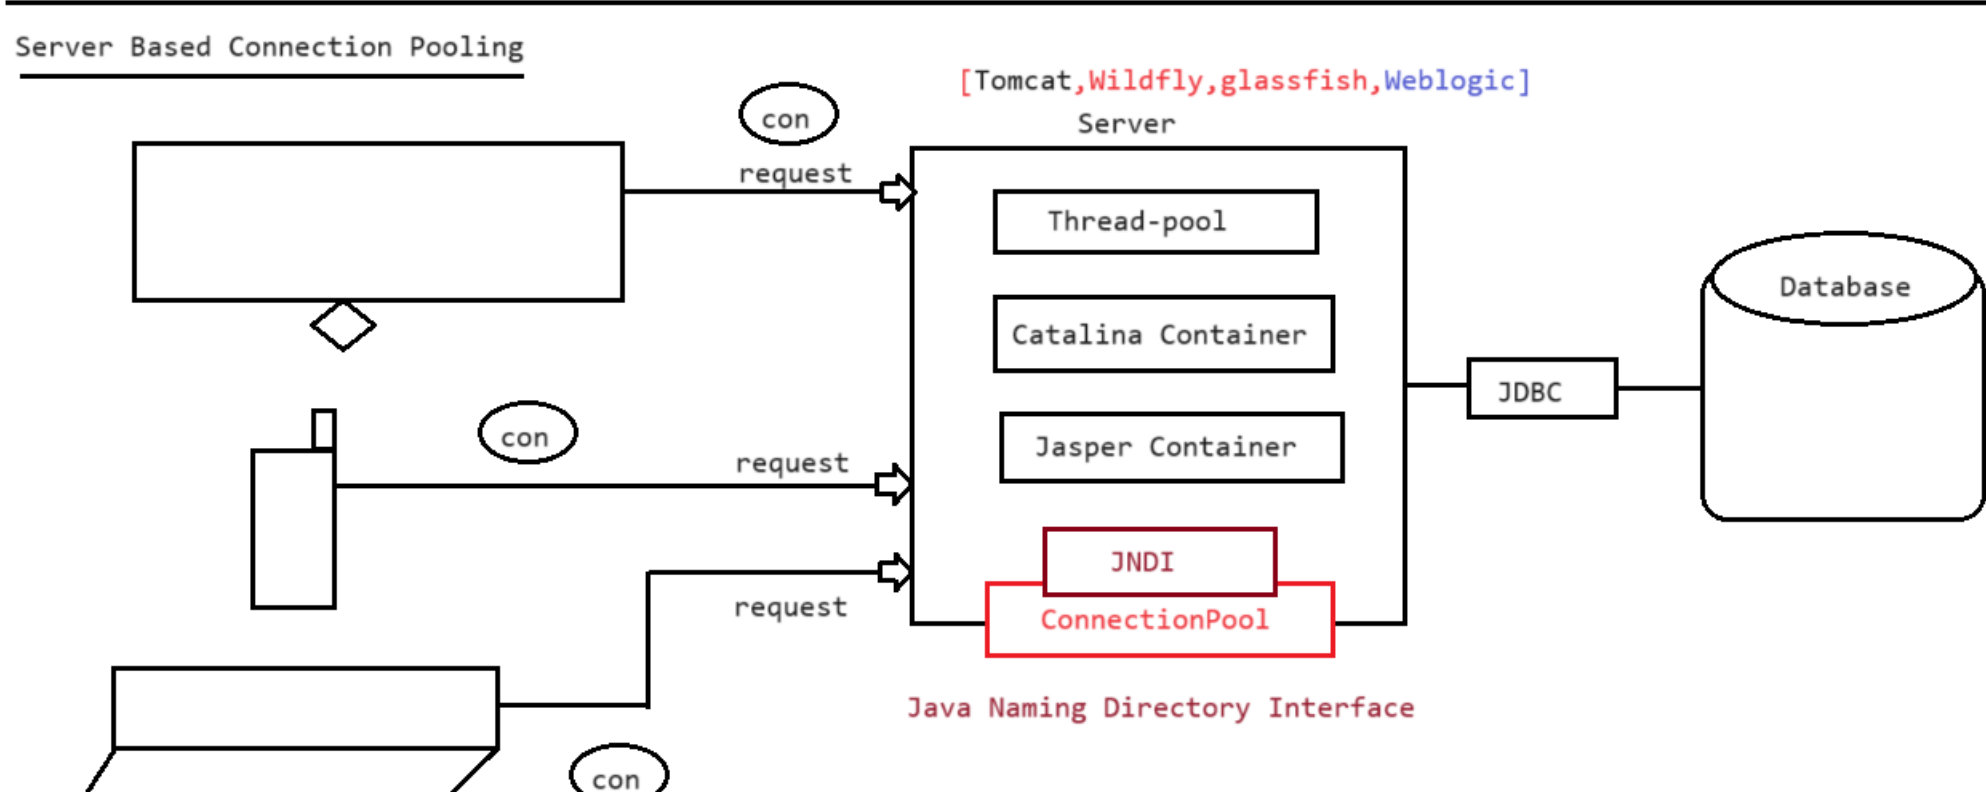 Server Based Connection Pooling
[Tomcat,Wildfly,glassfish,Weblogic]
Server
con
request
Thread-pool
Catalina Container
Database
JDBC
con
request
Jasper Container
JNDI
ConnectionPool
request
Java Naming Directory Interface
con